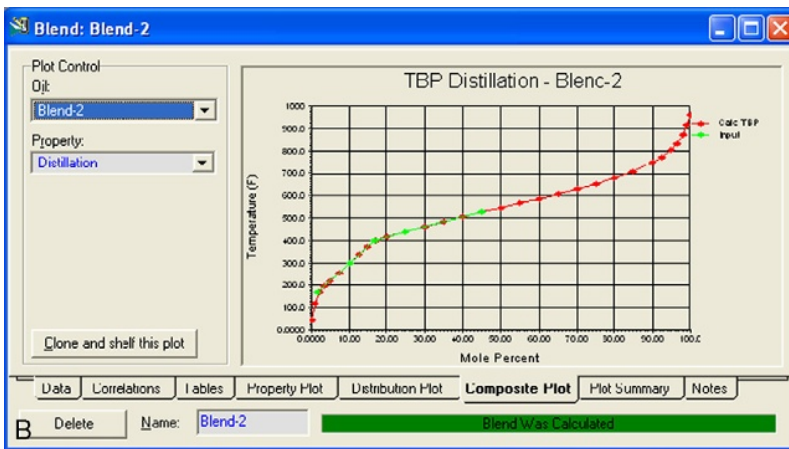 Blend: Blend-2
Plot Control
Oil:
Blend-2
Property:
Distillation
Clone and shelf this plot
TBP Distillation - Blenc-2
Temperature (F)
1000
900.0
800.0
700.0
600.0
500.0
400.0
300.0
200.0
100.0
0.0000
0.0000 10.00 20.00 30.00 40.00 50.00 60.00 70.00 80.00 90.00 100.0
Mole Percent
Calc TBP
Input
Data Correlations Tables Property Plot Distribution Plot Composite Plot Plot Summary Notes
B
Delete Name: Blend-2 Blend Was Calculated